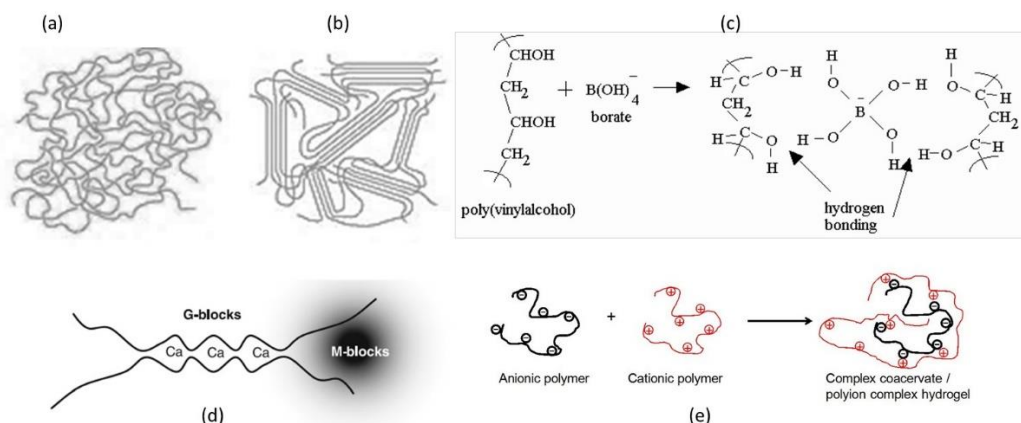 (a)
(b)
(c)
CHOH
CH2
CHOH
CH2
poly(vinylalcohol)
+
B(OH)4−
borate
H
O
H
H
C
CH2
H
C
O
H
H
O
O
H
B−
H
O
O
H
H
O
C
H
CH2
H
O
C
H
hydrogen
bonding
G-blocks
Ca
Ca
Ca
M-blocks
(d)
+
Anionic polymer
Cationic polymer
Complex coacervate /
polyion complex hydrogel
(e)